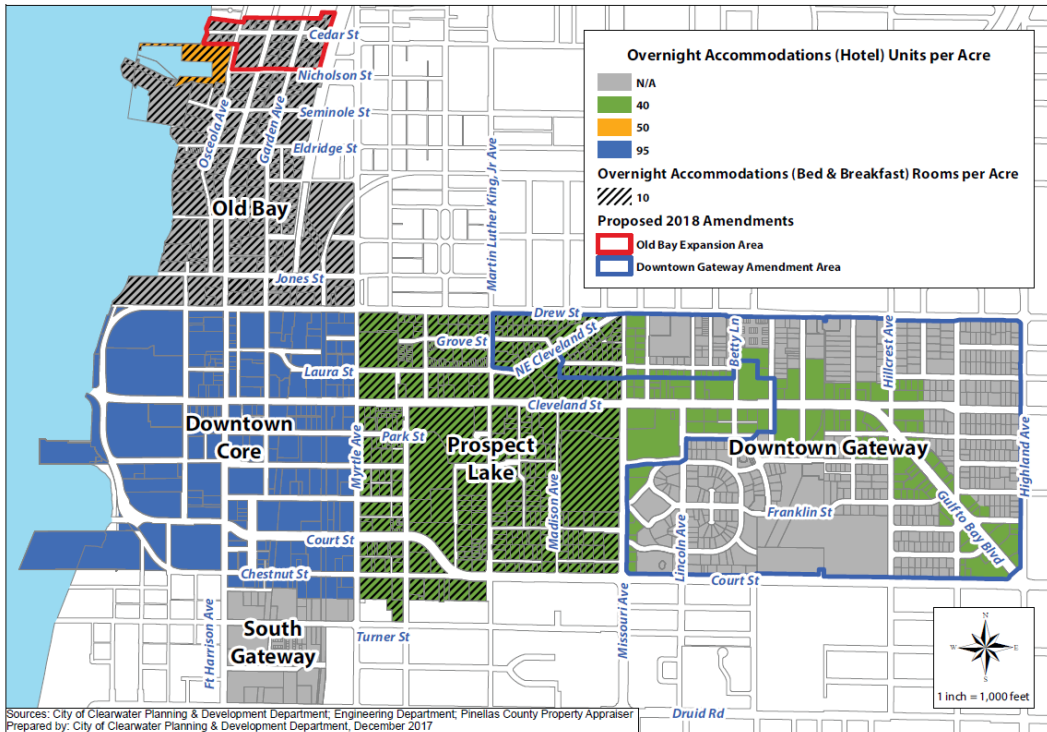 Cedar St
Nicholson St
Seminole St
Osceola Ave
Garden Ave
Eldridge St
Old Bay
Martin Luther King, Jr Ave
Jones St
Overnight Accommodations (Hotel) Units per Acre
N/A
40
50
95
Overnight Accommodations (Bed & Breakfast) Rooms per Acre
10
Proposed 2018 Amendments
Old Bay Expansion Area
Downtown Gateway Amendment Area
Drew St
Grove St
NE Cleveland St
Betty Ln
Hillcrest Ave
Laura St
Cleveland St
Downtown
Core
Park St
Myrtle Ave
Prospect
Lake
Downtown Gateway
Highland Ave
Madison Ave
Franklin St
Gulf to Bay Blvd
Court St
Lincoln Ave
Chestnut St
Court St
Ft Harrison Ave
South
Gateway
Turner St
Missouri Ave
Druid Rd
N
W
E
S
1 inch = 1,000 feet
Sources: City of Clearwater Planning & Development Department; Engineering Department; Pinellas County Property Appraiser
Prepared by: City of Clearwater Planning & Development Department, December 2017